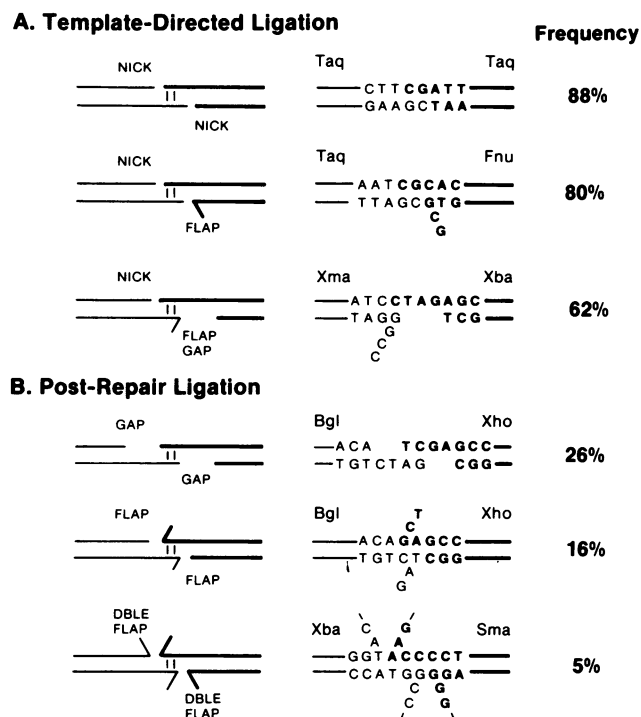 A. Template-Directed Ligation
Frequency
NICK
NICK
Taq Taq
CTTCGATT
GAAGCTAA
88%
NICK
FLAP
Taq Fnu
AATCGCAC
TTAGCGTG
C
G
80%
NICK
FLAP
GAP
Xma Xba
ATCCTAGAGC
TAGG TCG
G
C
C
62%
B. Post-Repair Ligation
GAP
GAP
Bgl Xho
ACA TCGAGCC
TGTCTAG CGG
26%
FLAP
FLAP
Bgl Xho
T
C
ACAGAGCC
TGTCTCGG
A
G
16%
DBLE
FLAP
DBLE
FLAP
Xba Sma
C G
A A
GGTACCCCT
CCATGGGGA
C G
C G
5%